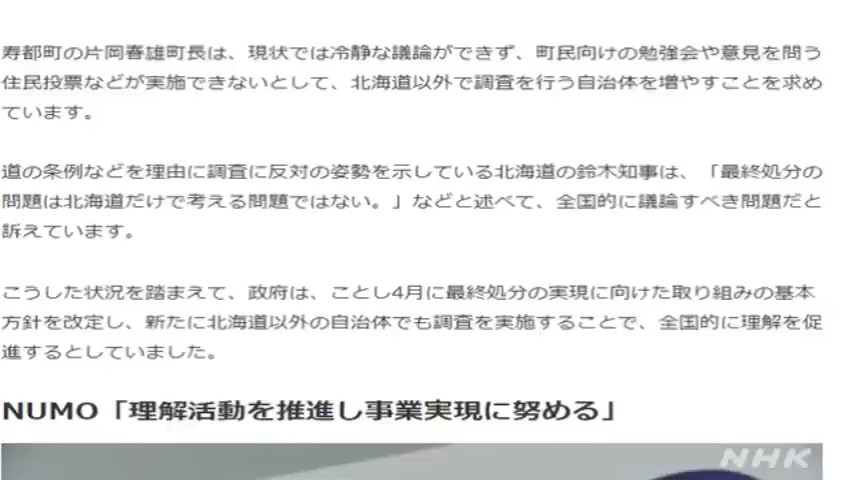 寿都町の片岡春雄町長は、現状では冷静な議論ができず、町民向けの勉強会や意見を問う
住民投票などが実施できないとして、北海道以外で調査を行う自治体を増やすことを求め
ています。
道の条例などを理由に調査に反対の姿勢を示している北海道の鈴木知事は、「最終処分の
問題は北海道だけで考える問題ではない。」などと述べて、全国的に議論すべき問題だと
訴えています。
こうした状況を踏まえて、政府は、ことし4月に最終処分の実現に向けた取り組みの基本
方針を改定し、新たに北海道以外の自治体でも調査を実施することで、全国的に理解を促
進するとしていました。
NUMO「理解活動を推進し事業実現に努める」
NHK